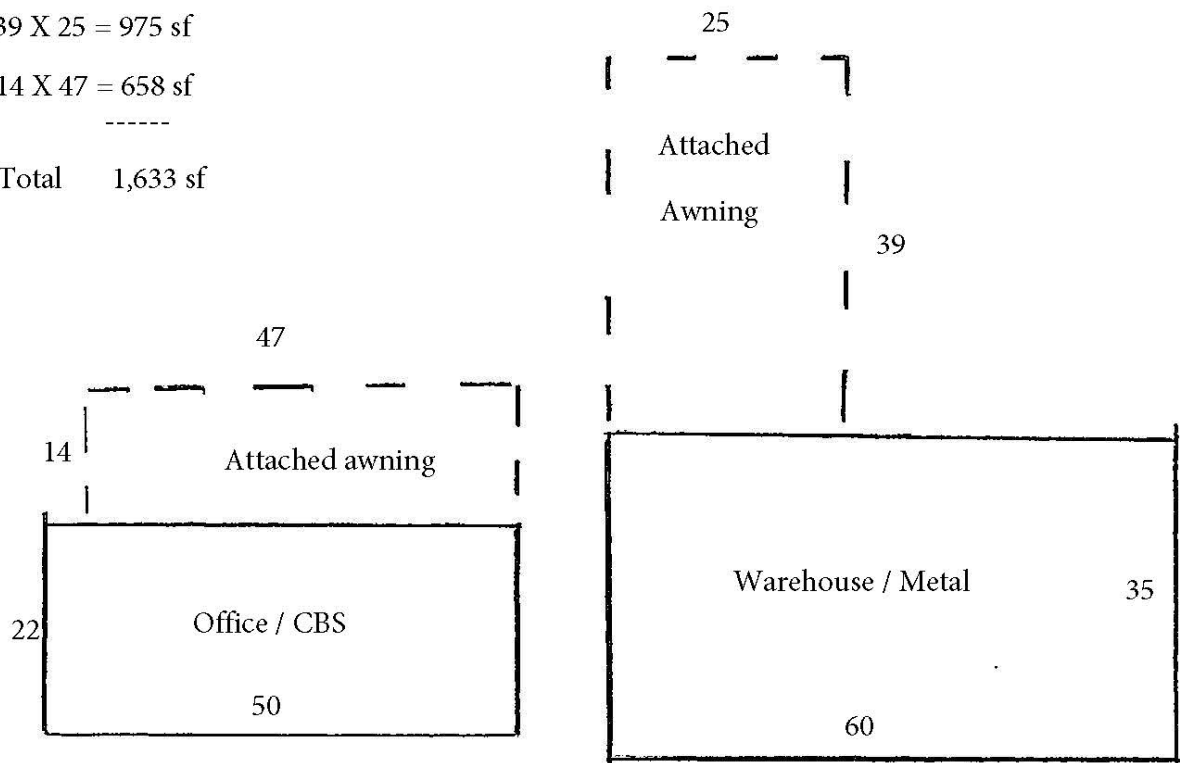 39 X 25 = 975 sf
14 X 47 = 658 sf
------
Total 1,633 sf
25
Attached
Awning
39
47
14
Attached awning
22
Office / CBS
50
Warehouse / Metal
35
60